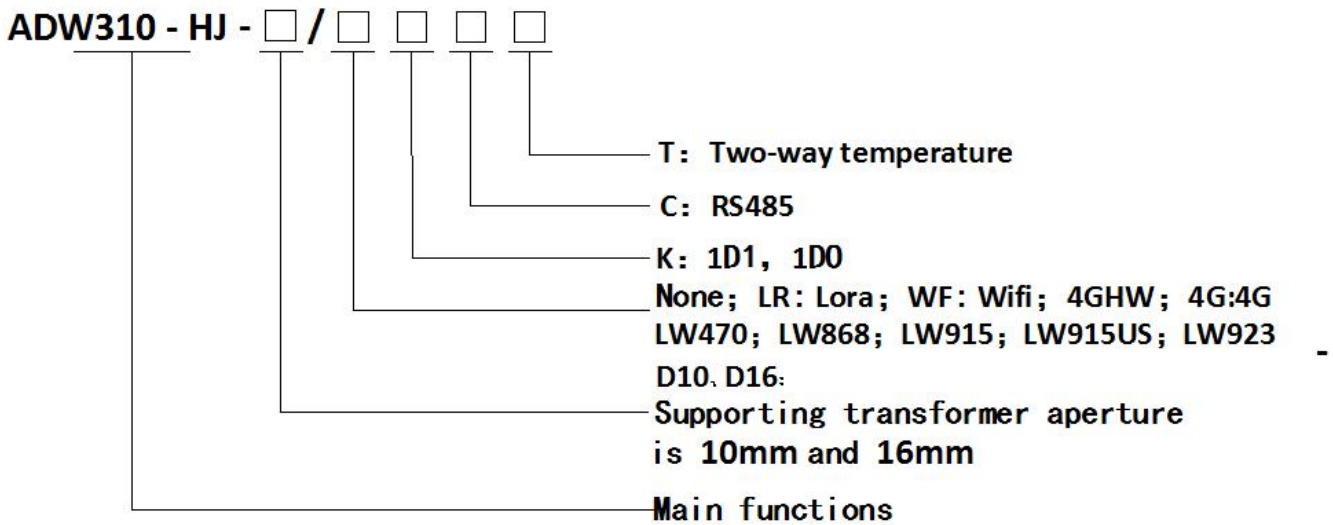 ADW310 - HJ - □ / □ □ □ □
T：Two-way temperature
C：RS485
K：1D1，1D0
None；LR：Lora；WF：Wifi；4GHW；4G:4G
LW470；LW868；LW915；LW915US；LW923
-
D10、D16：
Supporting transformer aperture
is 10mm and 16mm
Main functions